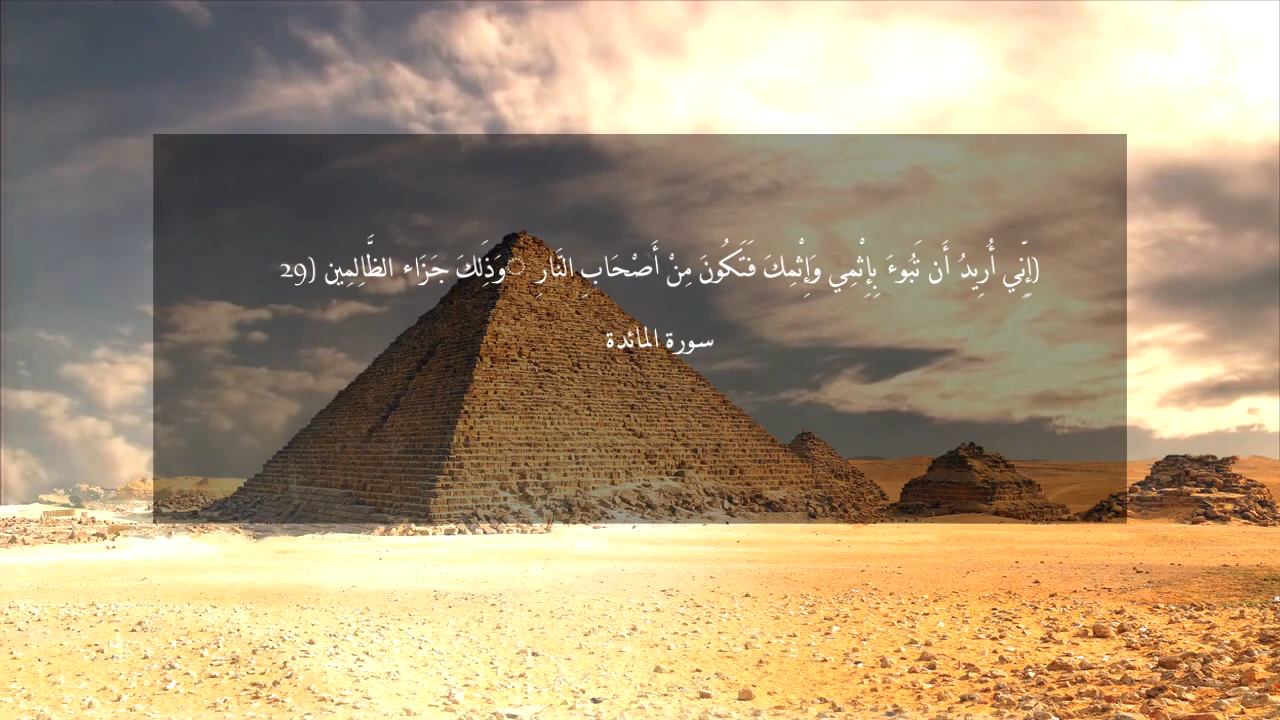 (إِنِّي أُرِيدُ أَن تَبُوءَ بِإِثْمِي وَإِثْمِكَ فَتَكُونَ مِنْ أَصْحَابِ النَّارِ ۚ وَذَٰلِكَ جَزَاء الظَّالِمِين (29
سورة المائدة